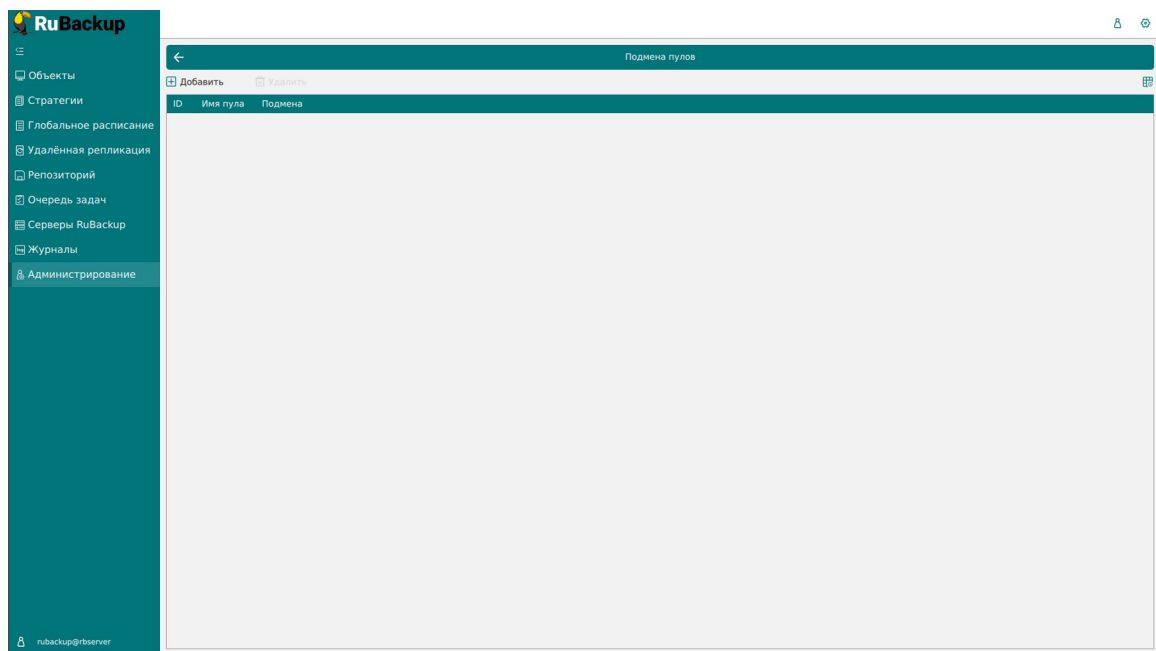 RuBackup
Подмена пулов
Объекты
Добавить Удалить
Стратегии
ID Имя пула Подмена
Глобальное расписание
Удалённая репликация
Репозиторий
Очередь задач
Серверы RuBackup
Журналы
Администрирование
rubackup@rbserver